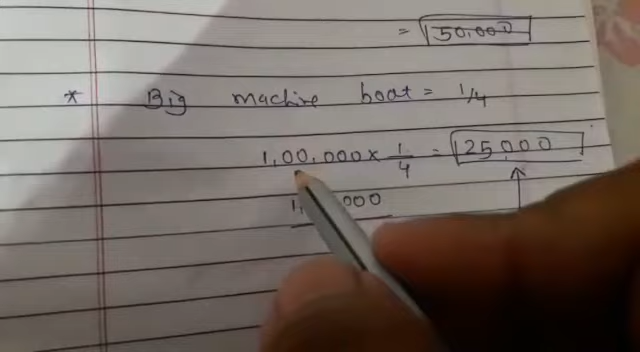 = 50,000
* Big machine boat = 1/4
1,00,000 x 1/4 = 25,000